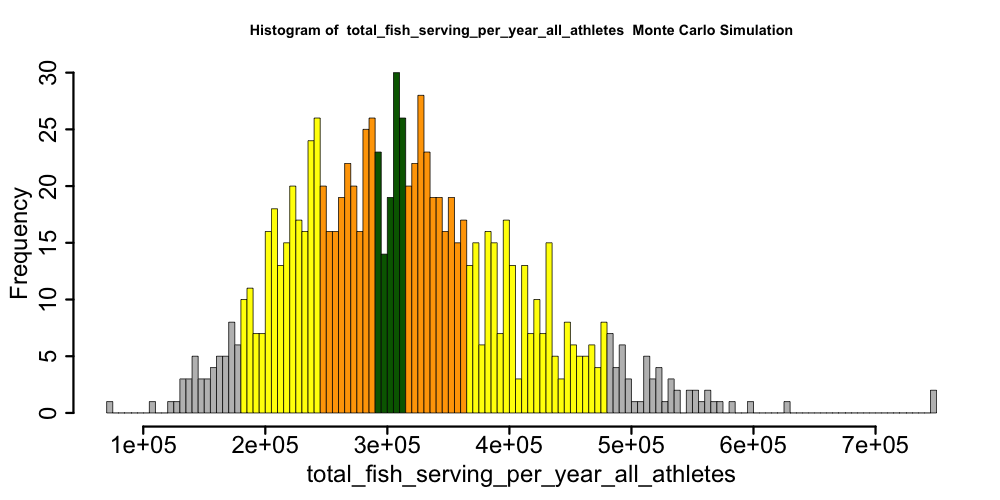 Histogram of total_fish_serving_per_year_all_athletes Monte Carlo Simulation
30
25
20
15
10
5
0
Frequency
1e+05 2e+05 3e+05 4e+05 5e+05 6e+05 7e+05
total_fish_serving_per_year_all_athletes